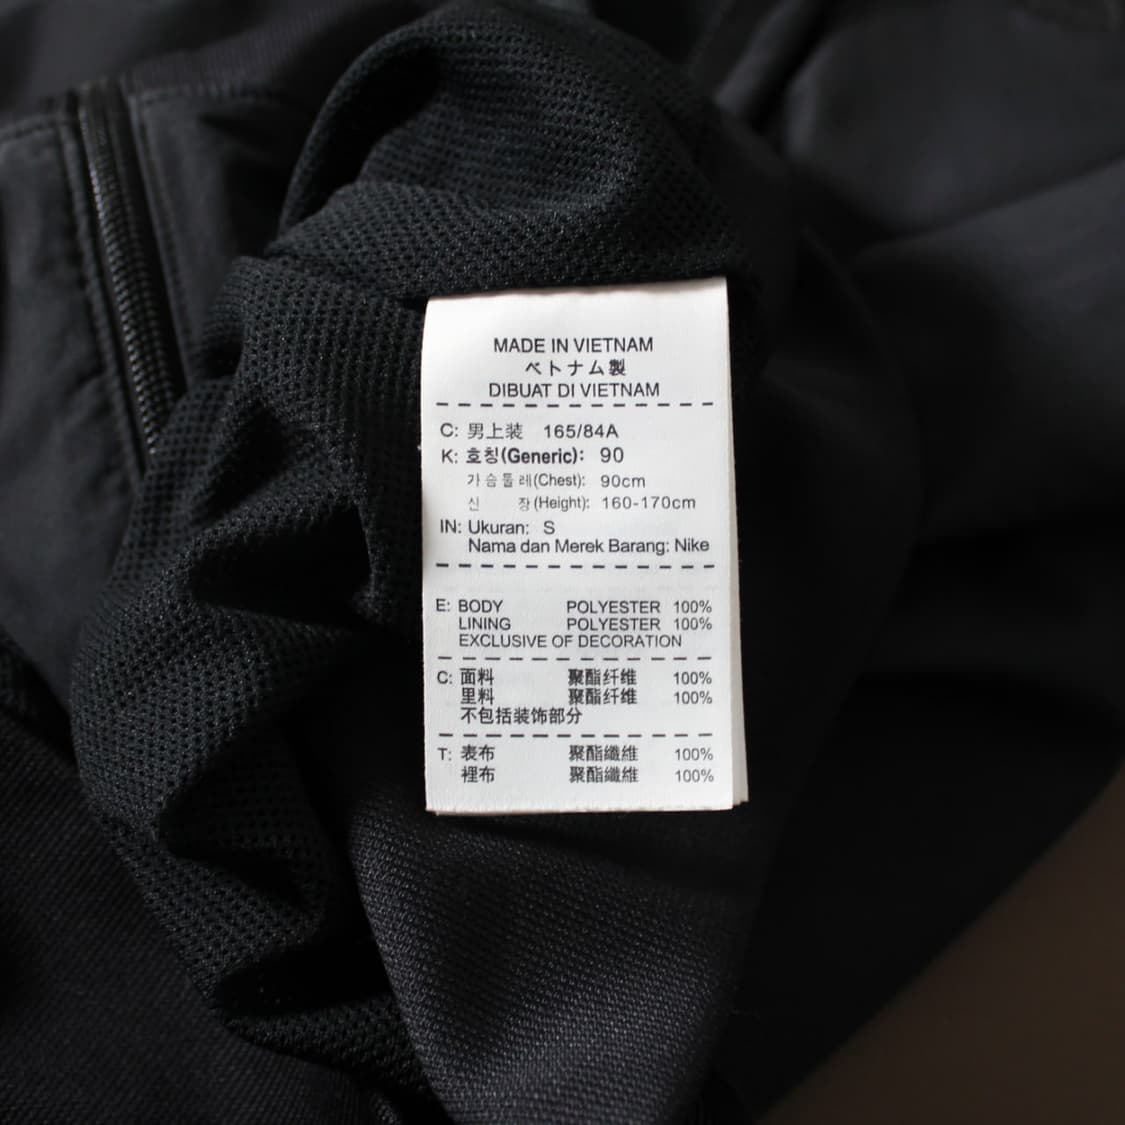 MADE IN VIETNAM
ベトナム製
DIBUAT DI VIETNAM
C: 男上装 165/84A
K: 호칭(Generic): 90
가슴둘레(Chest): 90cm
신 장(Height): 160-170cm
IN: Ukuran: S
Nama dan Merek Barang: Nike
E: BODY POLYESTER 100%
LINING POLYESTER 100%
EXCLUSIVE OF DECORATION
C: 面料 聚酯纤维 100%
里料 聚酯纤维 100%
不包括装饰部分
T: 表布 聚酯纖維 100%
裡布 聚酯纖維 100%